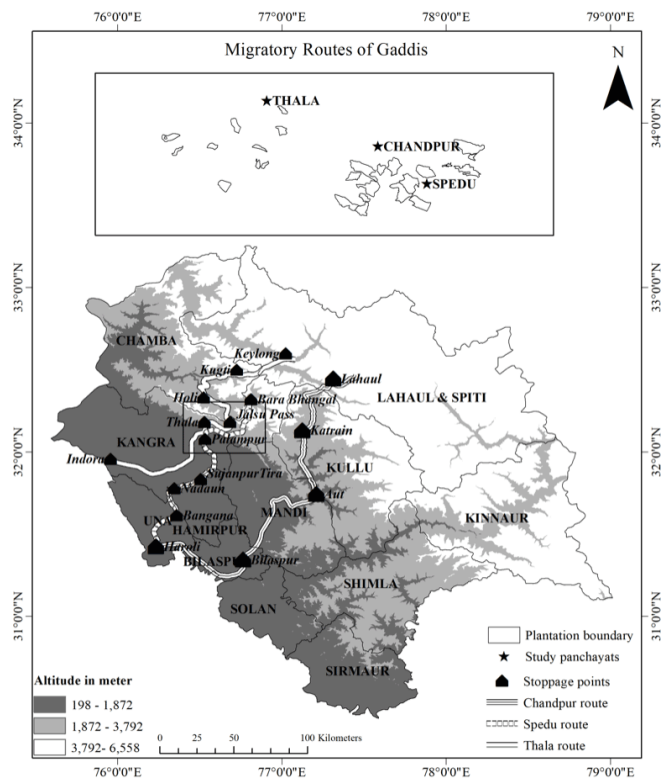 76°0'0"E 77°0'0"E 78°0'0"E 79°0'0"E
Migratory Routes of Gaddis
N
THALA
CHANDPUR
SPEDU
34°0'0"N
34°0'0"N
33°0'0"N
33°0'0"N
32°0'0"N
32°0'0"N
31°0'0"N
31°0'0"N
CHAMBA
Keylong
Kugti
Lahaul
Holi
Bara Bhangal
LAHAUL & SPITI
Jalsu Pass
Thala
Katrain
KANGRA
Palampur
Indora
KULLU
SujanpurTira
Nadaun
Aut
MANDI
KINNAUR
UNA
Bangana
HAMIRPUR
Haroli
BILASPUR
Bilaspur
SHIMLA
SOLAN
SIRMAUR
Plantation boundary
Study panchayats
Stoppage points
Chandpur route
Spedu route
Thala route
Altitude in meter
198 - 1,872
1,872 - 3,792
3,792- 6,558
0 25 50 100 Kilometers
76°0'0"E 77°0'0"E 78°0'0"E 79°0'0"E